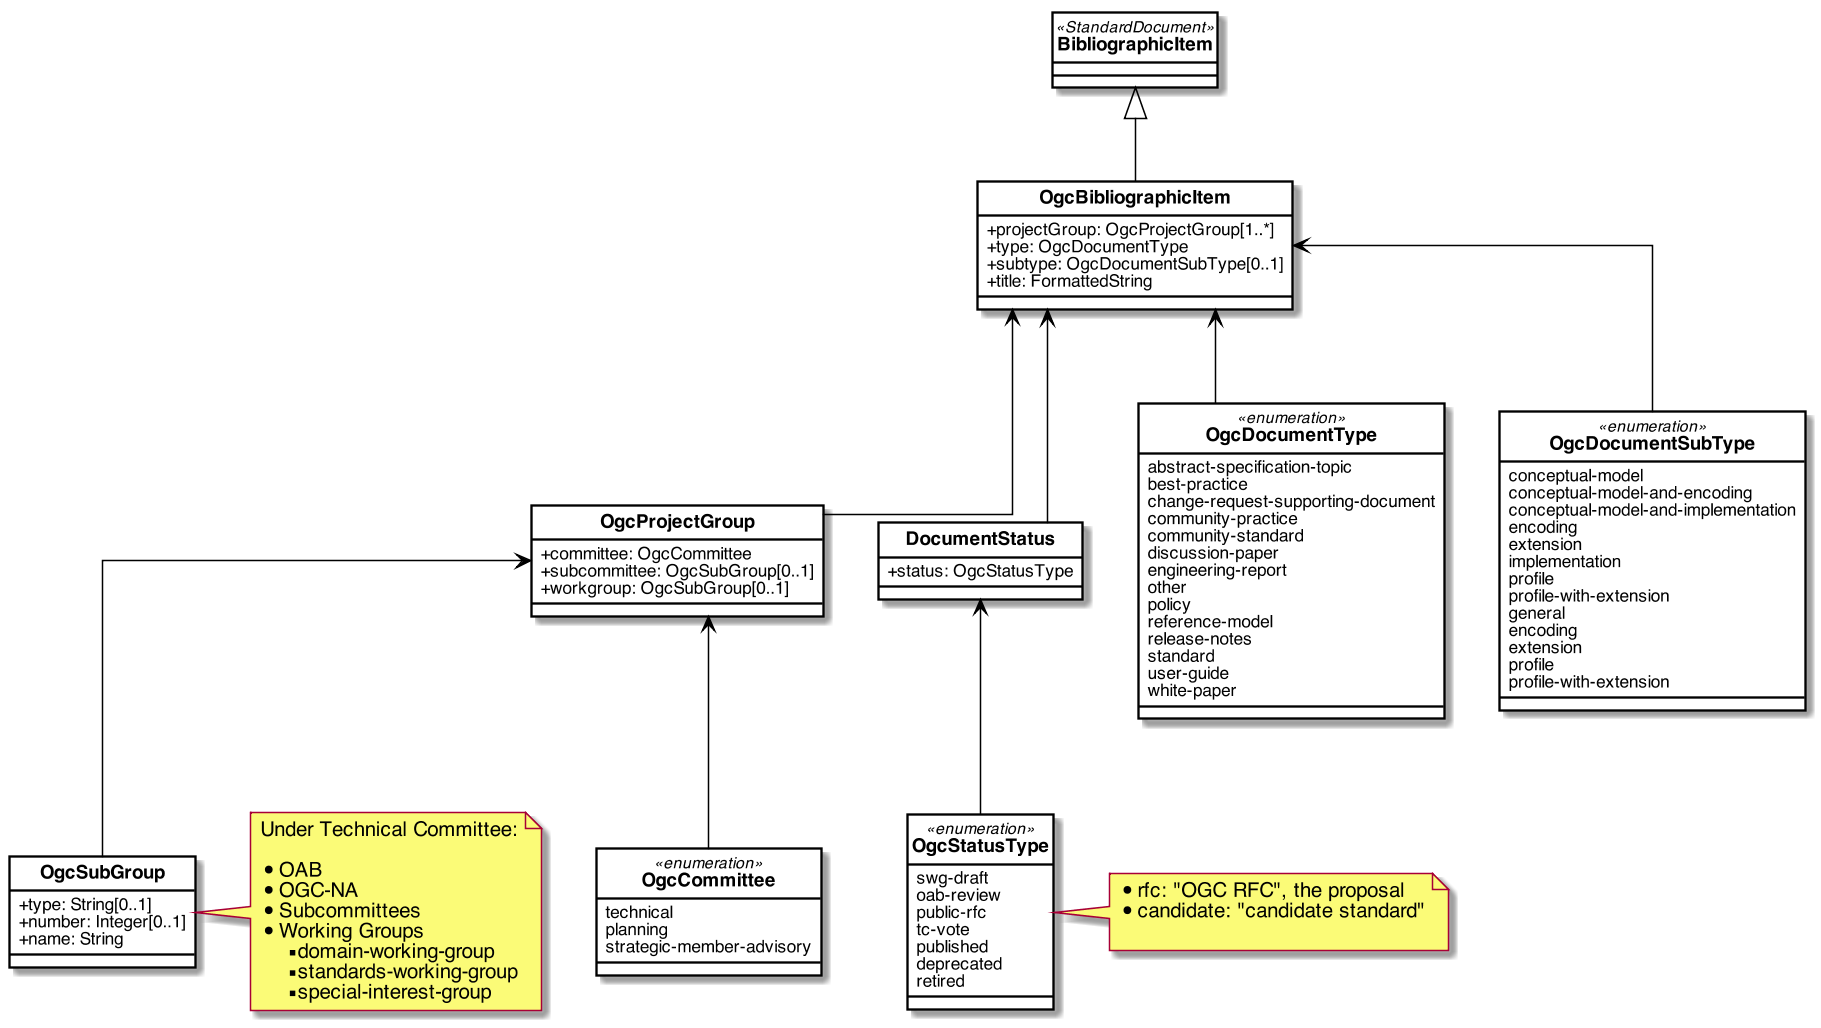 «StandardDocument»
BibliographicItem
OgcBibliographicItem
+projectGroup: OgcProjectGroup[1..*]
+type: OgcDocumentType
+subtype: OgcDocumentSubType[0..1]
+title: FormattedString
«enumeration»
OgcDocumentType
abstract-specification-topic
best-practice
change-request-supporting-document
community-practice
community-standard
discussion-paper
engineering-report
other
policy
reference-model
release-notes
standard
user-guide
white-paper
«enumeration»
OgcDocumentSubType
conceptual-model
conceptual-model-and-encoding
conceptual-model-and-implementation
encoding
extension
implementation
profile
profile-with-extension
general
encoding
extension
profile
profile-with-extension
OgcProjectGroup
+committee: OgcCommittee
+subcommittee: OgcSubGroup[0..1]
+workgroup: OgcSubGroup[0..1]
DocumentStatus
+status: OgcStatusType
OgcSubGroup
+type: String[0..1]
+number: Integer[0..1]
+name: String
Under Technical Committee:
• OAB
• OGC-NA
• Subcommittees
• Working Groups
▪domain-working-group
▪standards-working-group
▪special-interest-group
«enumeration»
OgcCommittee
technical
planning
strategic-member-advisory
«enumeration»
OgcStatusType
swg-draft
oab-review
public-rfc
tc-vote
published
deprecated
retired
• rfc: "OGC RFC", the proposal
• candidate: "candidate standard"